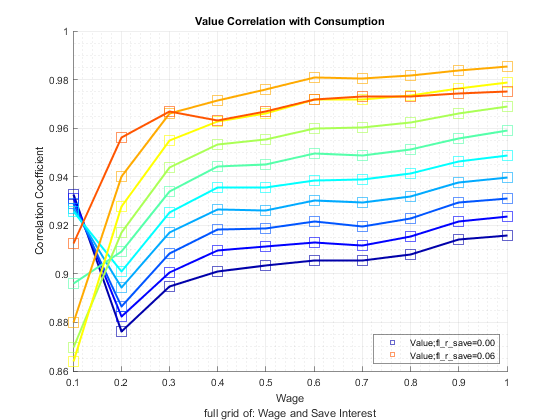 Value Correlation with Consumption
1
0.98
0.96
0.94
0.92
0.9
0.88
0.86
Correlation Coefficient
0.1 0.2 0.3 0.4 0.5 0.6 0.7 0.8 0.9 1
Value;fl_r_save=0.00
Value;fl_r_save=0.06
Wage
full grid of: Wage and Save Interest